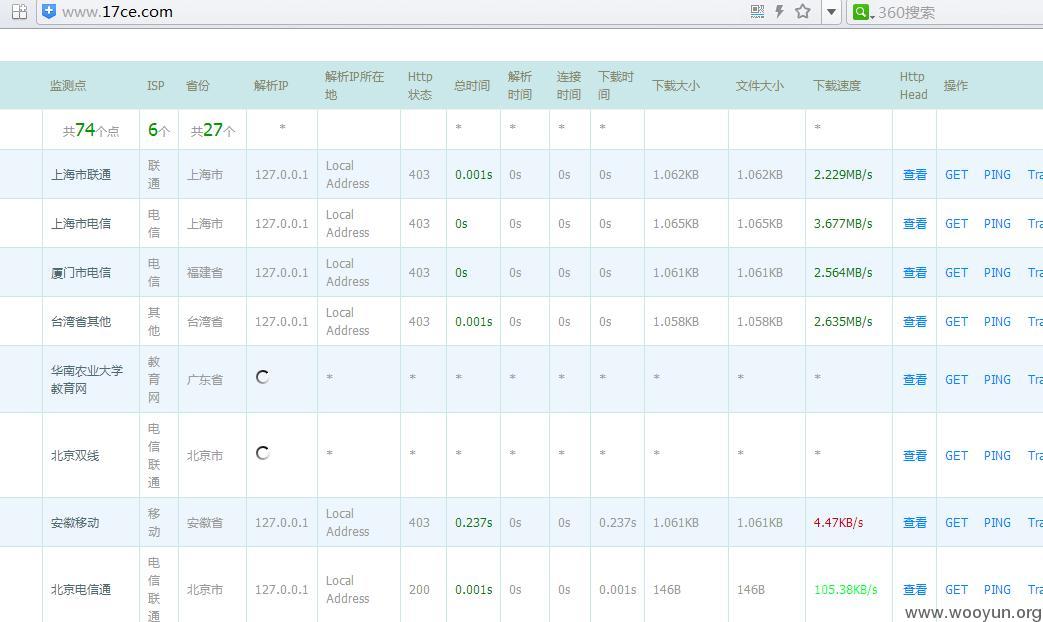 www.17ce.com 360搜索
监测点 ISP 省份 解析IP 解析IP所在地 Http状态 总时间 解析时间 连接时间 下载时间 下载大小 文件大小 下载速度 Http Head 操作
共74个点 6个 共27个 * * * * * *
上海市联通 联通 上海市 127.0.0.1 Local Address 403 0.001s 0s 0s 0s 1.062KB 1.062KB 2.229MB/s 查看 GET PING Tra
上海市电信 电信 上海市 127.0.0.1 Local Address 403 0s 0s 0s 0s 1.065KB 1.065KB 3.677MB/s 查看 GET PING Tra
厦门市电信 电信 福建省 127.0.0.1 Local Address 403 0s 0s 0s 0s 1.061KB 1.061KB 2.564MB/s 查看 GET PING Tra
台湾省其他 其他 台湾省 127.0.0.1 Local Address 403 0.001s 0s 0s 0s 1.058KB 1.058KB 2.635MB/s 查看 GET PING Tra
华南农业大学教育网 教育网 广东省 * * * * * * * * * 查看 GET PING Tra
北京双线 电信联通 北京市 * * * * * * * * * 查看 GET PING Tra
安徽移动 移动 安徽省 127.0.0.1 Local Address 403 0.237s 0s 0s 0.237s 1.061KB 1.061KB 4.47KB/s 查看 GET PING Tra
北京电信通 电信联通 北京市 127.0.0.1 Local Address 200 0.001s 0s 0s 0.001s 146B 146B 105.38KB/s 查看 GET PING Tra
www.wooyun.org